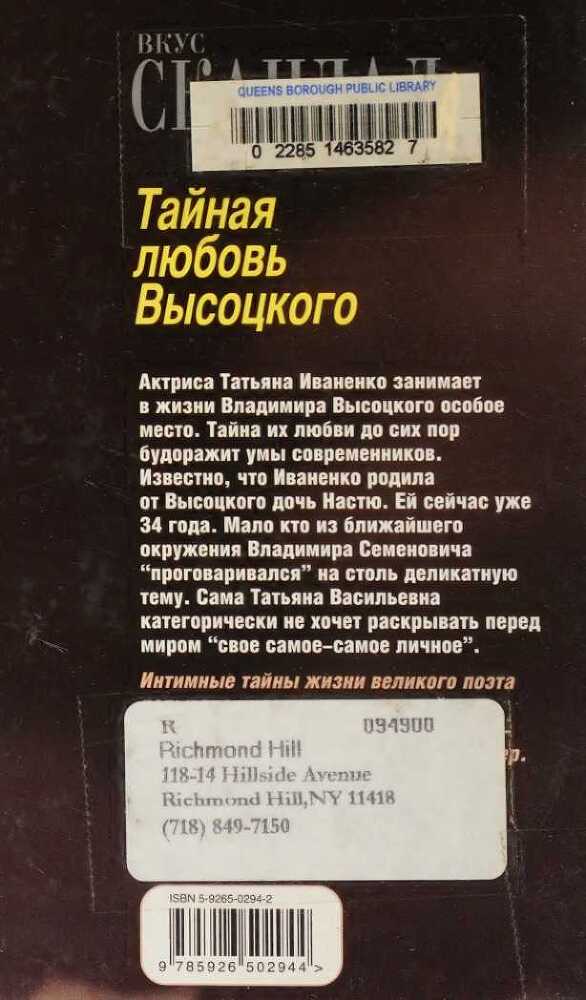 ВКУС
QUEENS BOROUGH PUBLIC LIBRARY
0 2285 1463582 7
Тайная
любовь
Высоцкого
Актриса Татьяна Иваненко занимает
в жизни Владимира Высоцкого особое
место. Тайна их любви до сих пор
будоражит умы современников.
Известно, что Иваненко родила
от Высоцкого дочь Настю. Ей сейчас уже
34 года. Мало кто из ближайшего
окружения Владимира Семеновича
"проговаривался" на столь деликатную
тему. Сама Татьяна Васильевна
категорически не хочет раскрывать перед
миром "свое самое-самое личное".
Интимные тайны жизни великого поэта
R 094900
Richmond Hill
118-14 Hillside Avenue
Richmond Hill,NY 11418
(718) 849-7150
ISBN 5-9265-0294-2
9 785926 502944 >